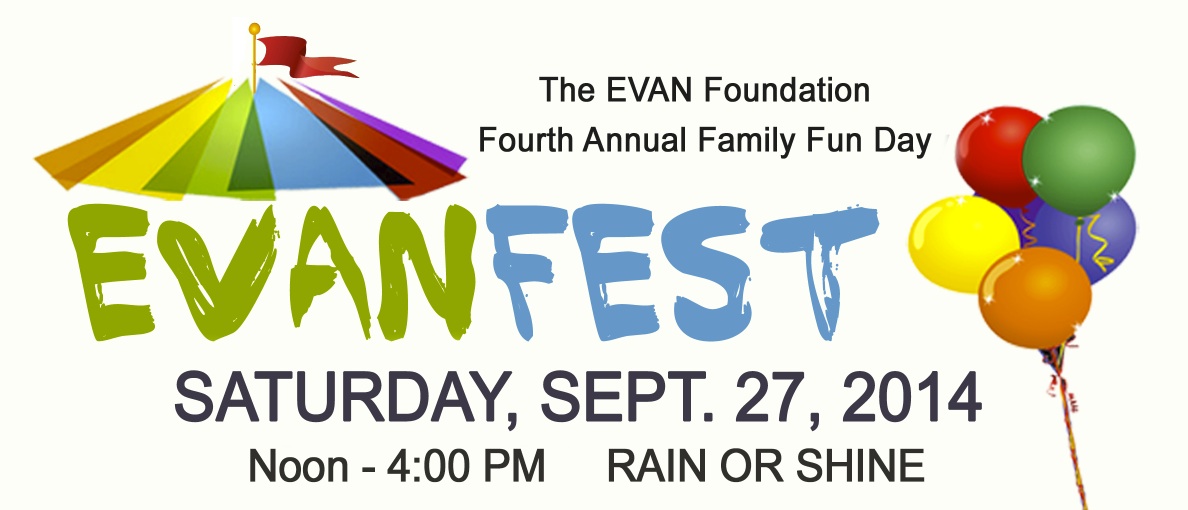 The EVAN Foundation
Fourth Annual Family Fun Day
EVANFEST
SATURDAY, SEPT. 27, 2014
Noon - 4:00 PM RAIN OR SHINE